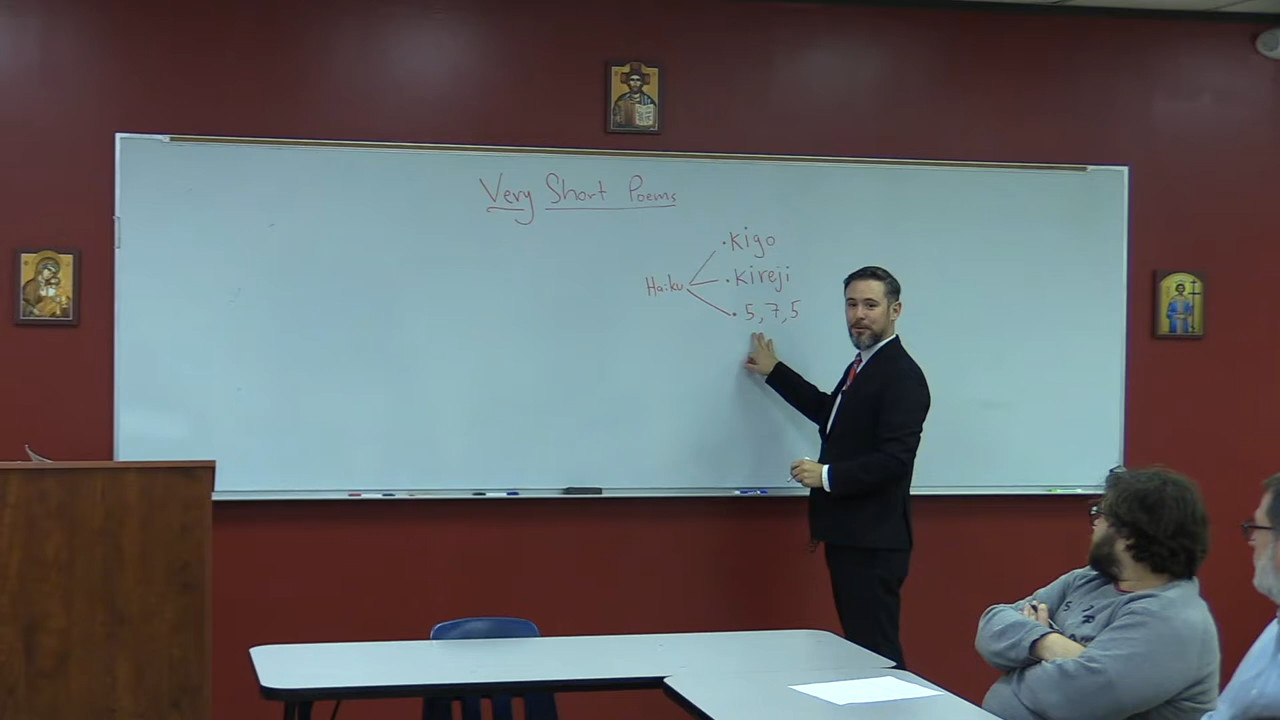 Very Short Poems
Haiku
· Kigo
· Kireji
· 5, 7, 5